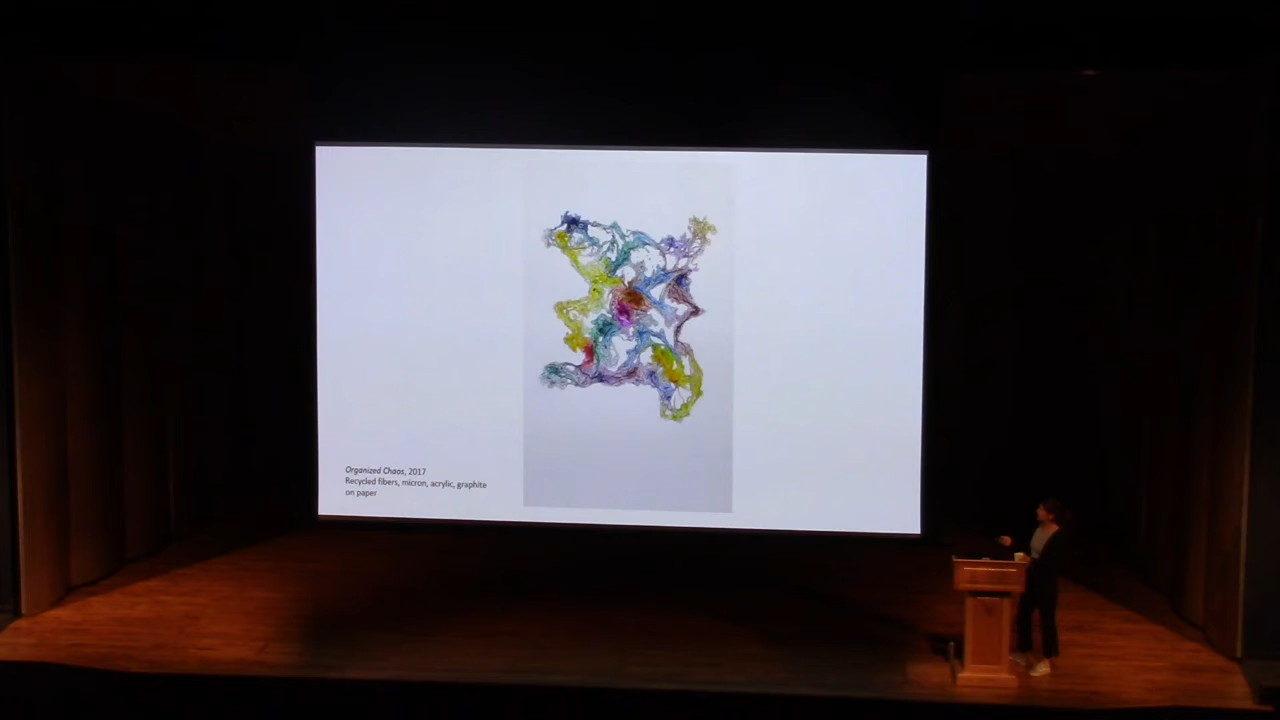 Organized Chaos, 2017
Recycled fibers, micron, acrylic, graphite
on paper